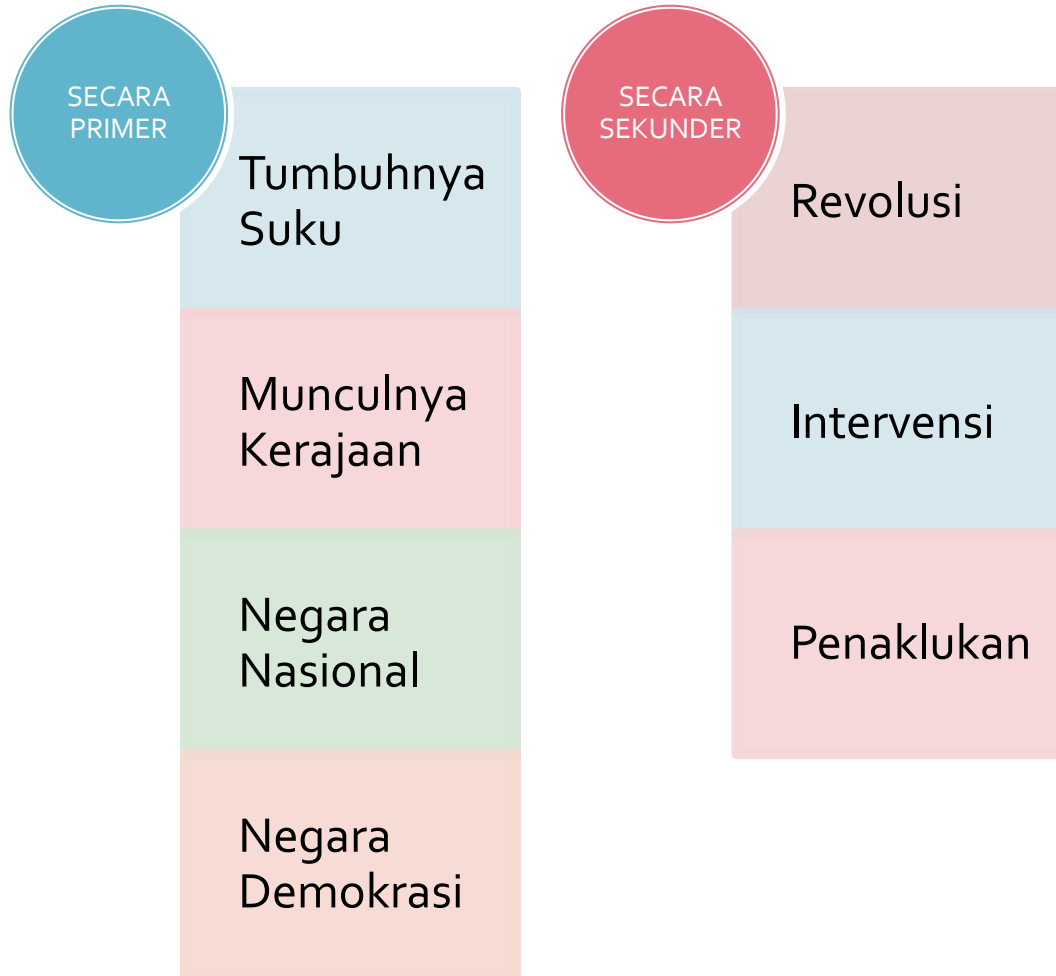 SECARA
PRIMER
Tumbuhnya
Suku
Munculnya
Kerajaan
Negara
Nasional
Negara
Demokrasi
SECARA
SEKUNDER
Revolusi
Intervensi
Penaklukan